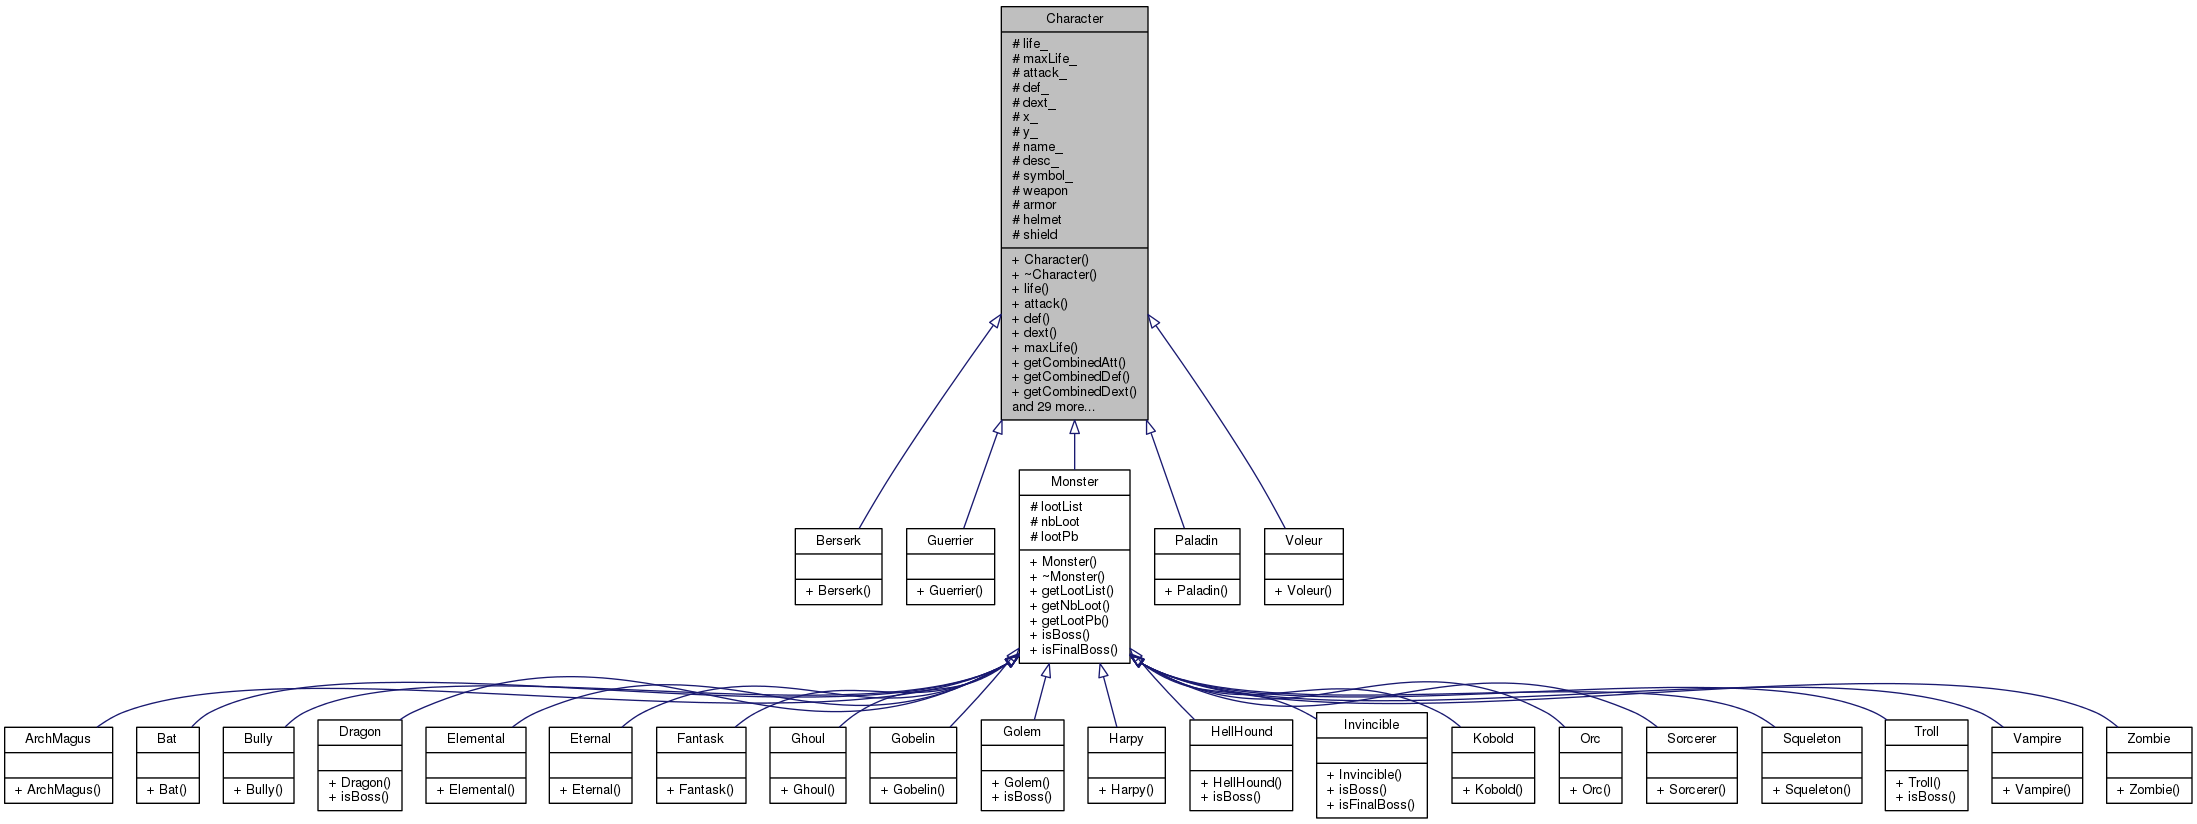 Character
# life_
# maxLife_
# attack_
# def_
# dext_
# x_
# y_
# name_
# desc_
# symbol_
# weapon
# armor
# helmet
# shield
+ Character()
+ ~Character()
+ life()
+ attack()
+ def()
+ dext()
+ maxLife()
+ getCombinedAtt()
+ getCombinedDef()
+ getCombinedDext()
and 29 more...
Berserk
+ Berserk()
Guerrier
+ Guerrier()
Monster
# lootList
# nbLoot
# lootPb
+ Monster()
+ ~Monster()
+ getLootList()
+ getNbLoot()
+ getLootPb()
+ isBoss()
+ isFinalBoss()
Paladin
+ Paladin()
Voleur
+ Voleur()
ArchMagus
+ ArchMagus()
Bat
+ Bat()
Bully
+ Bully()
Dragon
+ Dragon()
+ isBoss()
Elemental
+ Elemental()
Eternal
+ Eternal()
Fantask
+ Fantask()
Ghoul
+ Ghoul()
Gobelin
+ Gobelin()
Golem
+ Golem()
+ isBoss()
Harpy
+ Harpy()
HellHound
+ HellHound()
+ isBoss()
Invincible
+ Invincible()
+ isBoss()
+ isFinalBoss()
Kobold
+ Kobold()
Orc
+ Orc()
Sorcerer
+ Sorcerer()
Squeleton
+ Squeleton()
Troll
+ Troll()
+ isBoss()
Vampire
+ Vampire()
Zombie
+ Zombie()